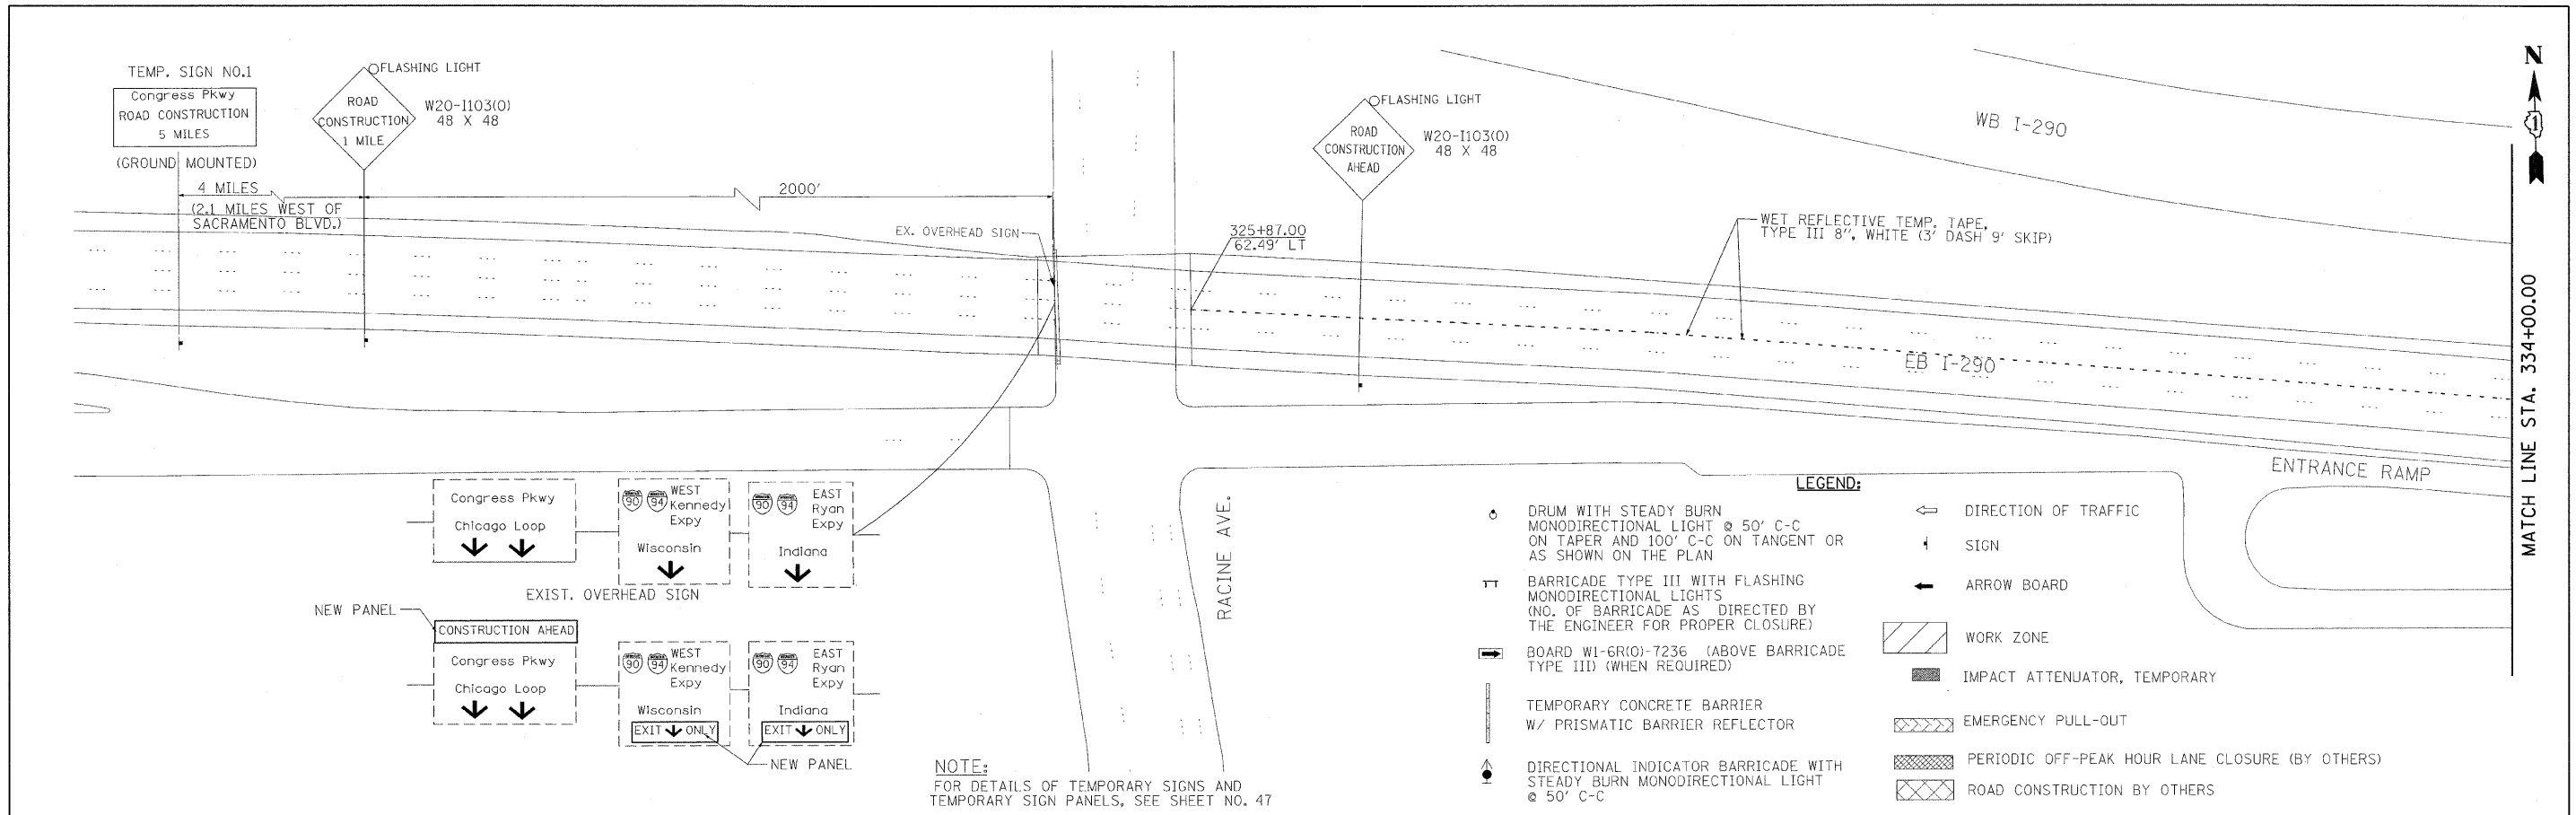 TEMP. SIGN NO.1
Congress Pkwy
ROAD CONSTRUCTION
5 MILES
(GROUND MOUNTED)
4 MILES
(2.1 MILES WEST OF
SACRAMENTO BLVD.)
FLASHING LIGHT
ROAD
CONSTRUCTION
1 MILE
W20-I103(O)
48 X 48
2000'
EX. OVERHEAD SIGN
325+87.00
62.49' LT
FLASHING LIGHT
ROAD
CONSTRUCTION
AHEAD
W20-I103(O)
48 X 48
WET REFLECTIVE TEMP. TAPE,
TYPE III 8", WHITE (3' DASH 9' SKIP)
WB I-290
EB I-290
ENTRANCE RAMP
N
1
MATCH LINE STA. 334+00.00
RACINE AVE.
Congress Pkwy
Chicago Loop
90 94 WEST
Kennedy
Expy
Wisconsin
90 94 EAST
Ryan
Expy
Indiana
EXIST. OVERHEAD SIGN
NEW PANEL
CONSTRUCTION AHEAD
Congress Pkwy
Chicago Loop
90 94 WEST
Kennedy
Expy
Wisconsin
EXIT ONLY
90 94 EAST
Ryan
Expy
Indiana
EXIT ONLY
NEW PANEL
NOTE:
FOR DETAILS OF TEMPORARY SIGNS AND
TEMPORARY SIGN PANELS, SEE SHEET NO. 47
LEGEND:
DRUM WITH STEADY BURN
MONODIRECTIONAL LIGHT @ 50' C-C
ON TAPER AND 100' C-C ON TANGENT OR
AS SHOWN ON THE PLAN
BARRICADE TYPE III WITH FLASHING
MONODIRECTIONAL LIGHTS
(NO. OF BARRICADE AS DIRECTED BY
THE ENGINEER FOR PROPER CLOSURE)
BOARD W1-6R(O)-7236 (ABOVE BARRICADE
TYPE III) (WHEN REQUIRED)
TEMPORARY CONCRETE BARRIER
W/ PRISMATIC BARRIER REFLECTOR
DIRECTIONAL INDICATOR BARRICADE WITH
STEADY BURN MONODIRECTIONAL LIGHT
@ 50' C-C
DIRECTION OF TRAFFIC
SIGN
ARROW BOARD
WORK ZONE
IMPACT ATTENUATOR, TEMPORARY
EMERGENCY PULL-OUT
PERIODIC OFF-PEAK HOUR LANE CLOSURE (BY OTHERS)
ROAD CONSTRUCTION BY OTHERS